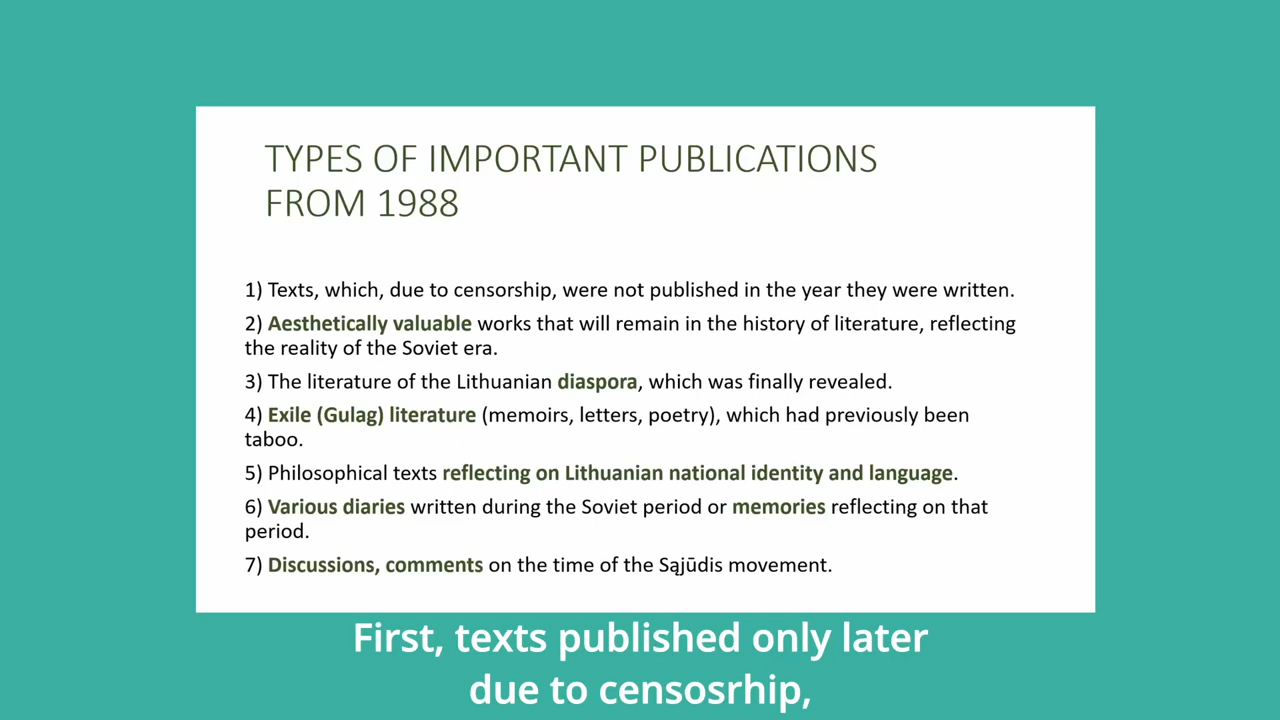 TYPES OF IMPORTANT PUBLICATIONS
FROM 1988
1) Texts, which, due to censorship, were not published in the year they were written.
2) Aesthetically valuable works that will remain in the history of literature, reflecting
the reality of the Soviet era.
3) The literature of the Lithuanian diaspora, which was finally revealed.
4) Exile (Gulag) literature (memoirs, letters, poetry), which had previously been
taboo.
5) Philosophical texts reflecting on Lithuanian national identity and language.
6) Various diaries written during the Soviet period or memories reflecting on that
period.
7) Discussions, comments on the time of the Sąjūdis movement.
First, texts published only later
due to censosrhip,